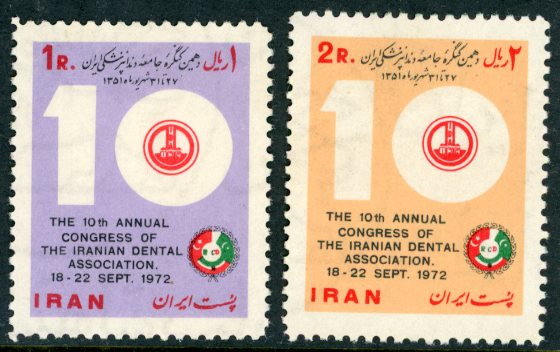 1R. ۱ ریال
دهمین کنگره جامعه دندانپزشکی ایران
۲۷ تا ۳۱ شهریور ماه ۱۳۵۱
10
THE 10th ANNUAL
CONGRESS OF
THE IRANIAN DENTAL
ASSOCIATION.
18-22 SEPT. 1972
RCD
IRAN پست ایران
2R. ۲ ریال
دهمین کنگره جامعه دندانپزشکی ایران
۲۷ تا ۳۱ شهریور ماه ۱۳۵۱
10
THE 10th ANNUAL
CONGRESS OF
THE IRANIAN DENTAL
ASSOCIATION.
18-22 SEPT. 1972
RCD
IRAN پست ایران